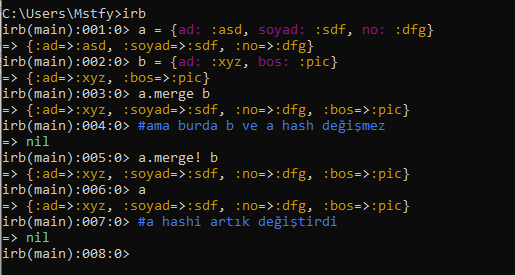 C:\Users\Mstfy>irb
irb(main):001:0> a = {ad: :asd, soyad: :sdf, no: :dfg}
=> {:ad=>:asd, :soyad=>:sdf, :no=>:dfg}
irb(main):002:0> b = {ad: :xyz, bos: :pic}
=> {:ad=>:xyz, :bos=>:pic}
irb(main):003:0> a.merge b
=> {:ad=>:xyz, :soyad=>:sdf, :no=>:dfg, :bos=>:pic}
irb(main):004:0> #ama burda b ve a hash değişmez
=> nil
irb(main):005:0> a.merge! b
=> {:ad=>:xyz, :soyad=>:sdf, :no=>:dfg, :bos=>:pic}
irb(main):006:0> a
=> {:ad=>:xyz, :soyad=>:sdf, :no=>:dfg, :bos=>:pic}
irb(main):007:0> #a hashi artık değiştirdi
=> nil
irb(main):008:0>